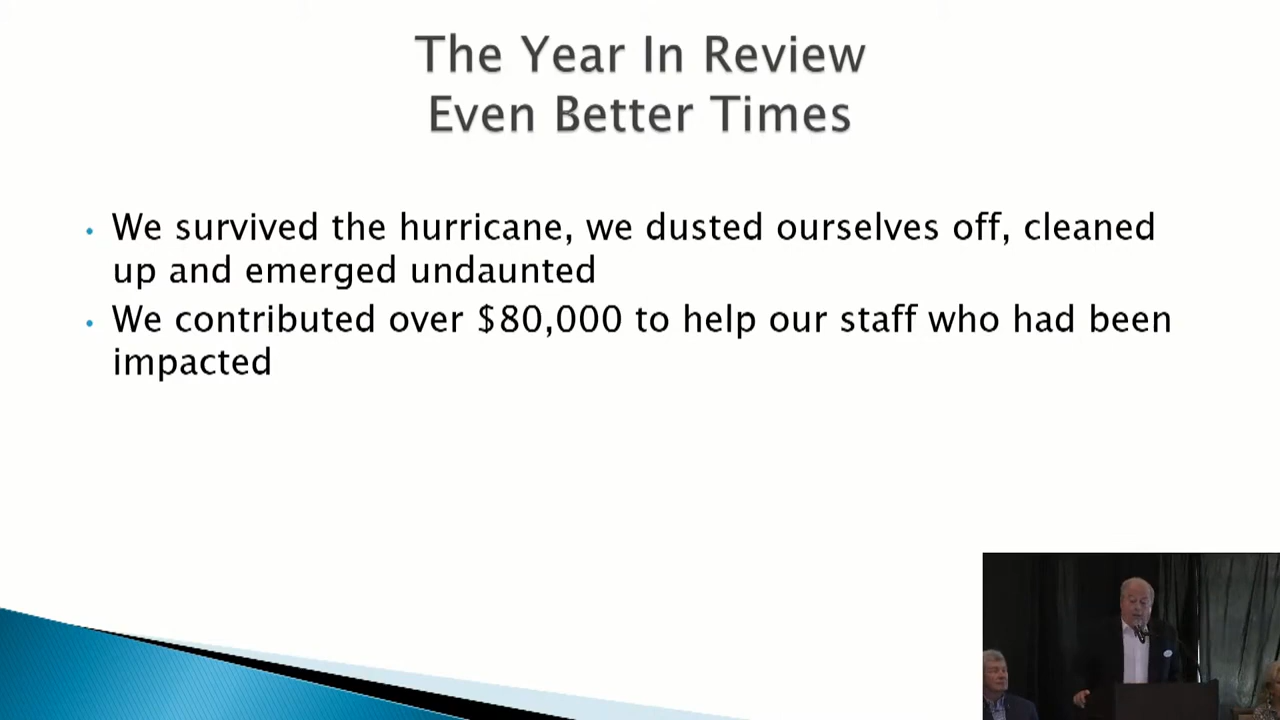 The Year In Review
Even Better Times
• We survived the hurricane, we dusted ourselves off, cleaned
up and emerged undaunted
• We contributed over $80,000 to help our staff who had been
impacted